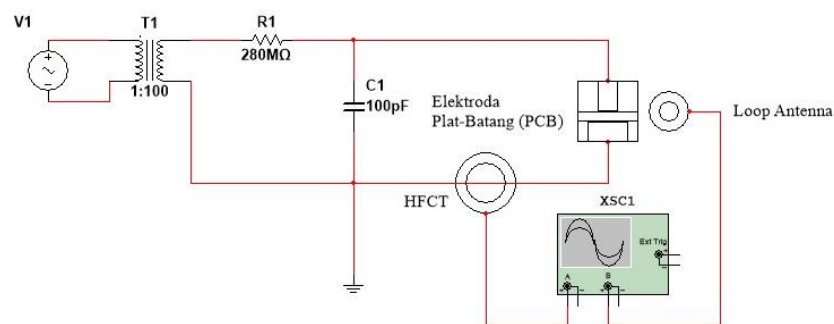 V1
T1
1:100
R1
280MΩ
C1
100pF
Elektroda
Plat-Batang (PCB)
Loop Antenna
HFCT
XSC1
Ext Trig
A
B